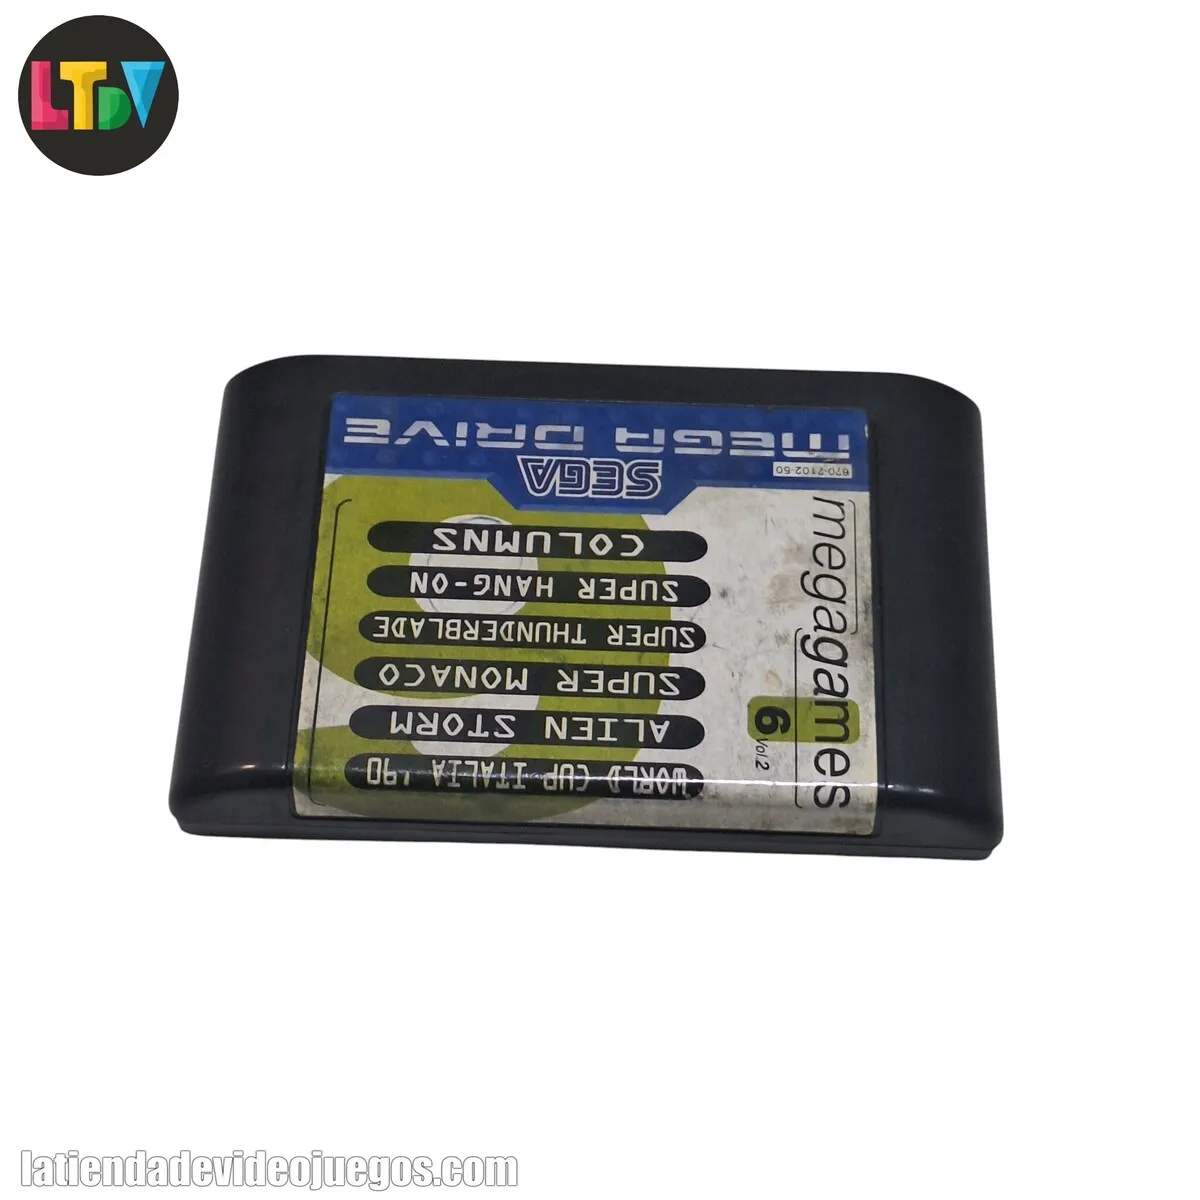 LTDV
MEGA DRIVE
SEGA
670-7102-50
megagames
6
Vol.2
COLUMNS
SUPER HANG-ON
SUPER THUNDERBLADE
SUPER MONACO
ALIEN STORM
WORLD CUP ITALIA '90
latiendadevideojuegos.com